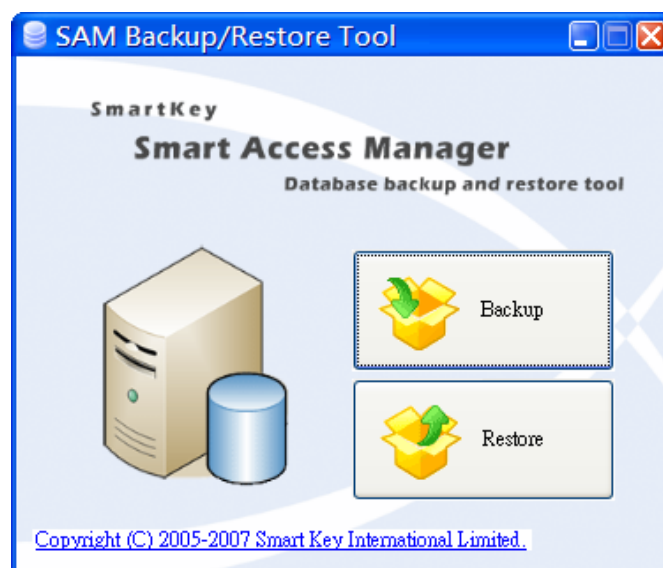 SAM Backup/Restore Tool
SmartKey
Smart Access Manager
Database backup and restore tool
Backup
Restore
Copyright (C) 2005-2007 Smart Key International Limited.